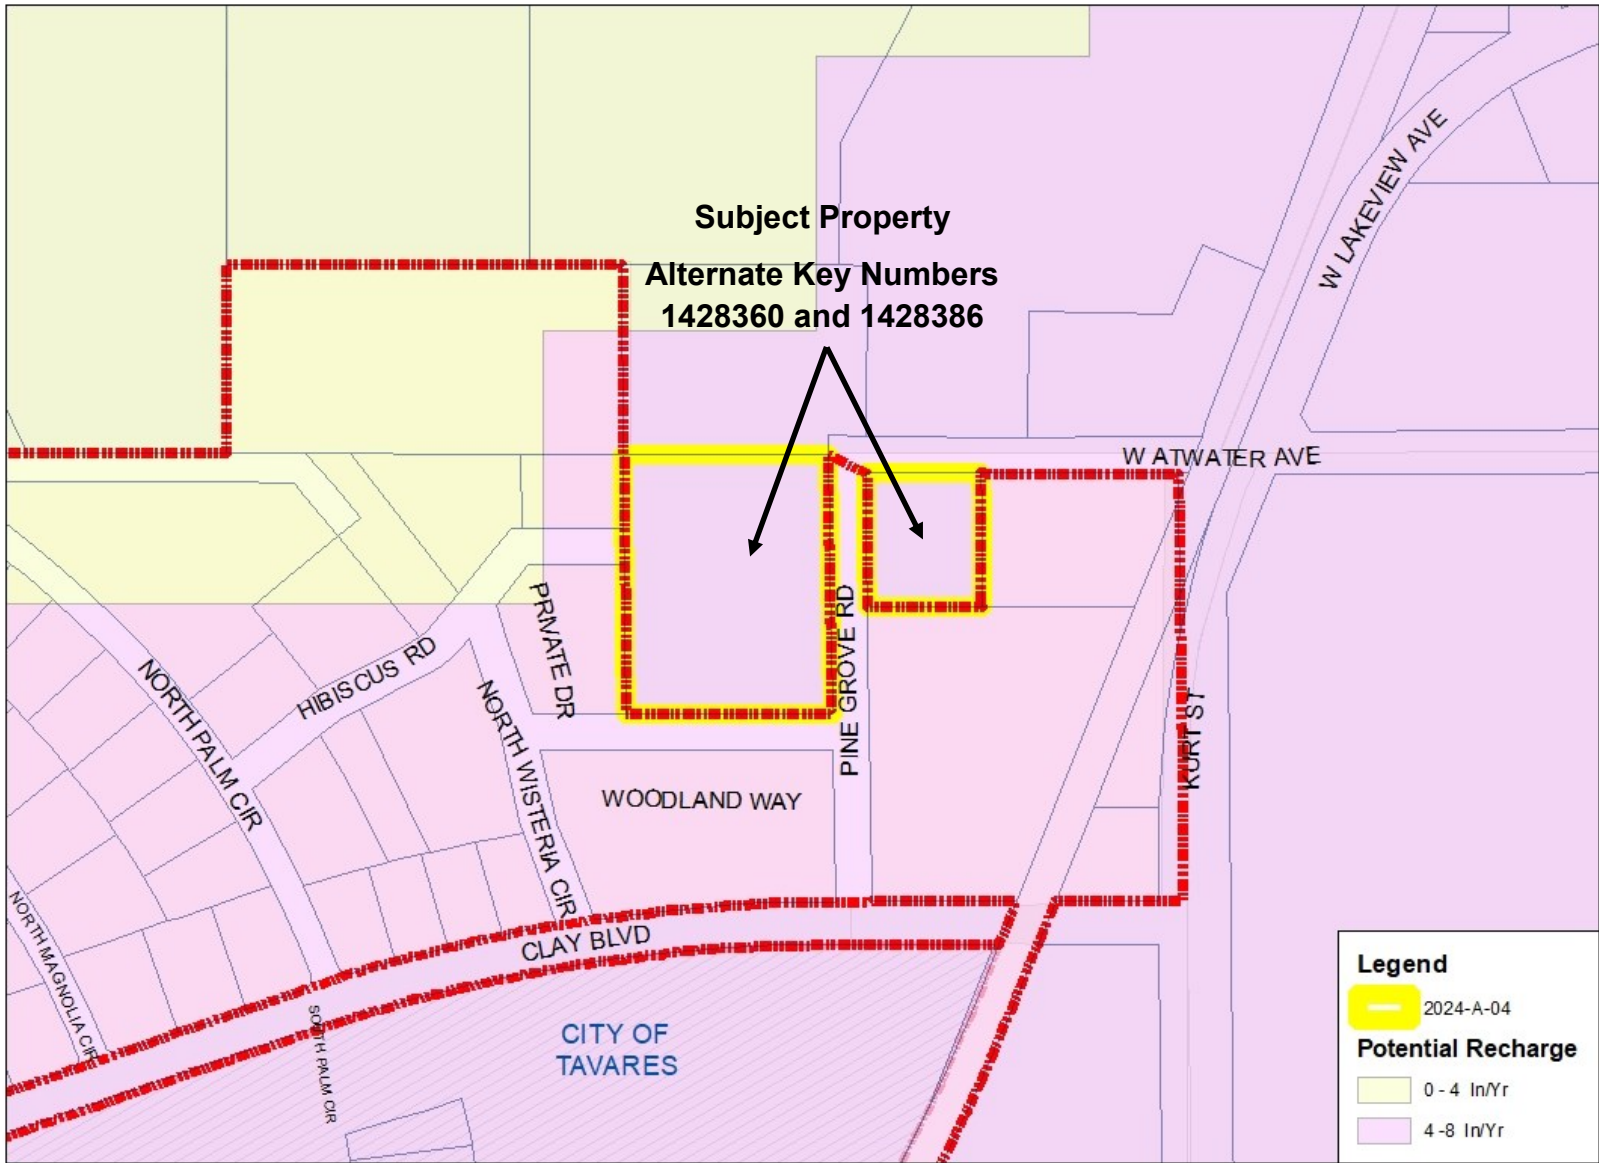 Subject Property
Alternate Key Numbers
1428360 and 1428386
W LAKEVIEW AVE
W ATWATER AVE
PRIVATE DR
PINE GROVE RD
HIBISCUS RD
NORTH PALM CIR
NORTH WISTERIA CIR
KURT ST
WOODLAND WAY
NORTH MAGNOLIA CIR
CLAY BLVD
SOUTH PALM CIR
CITY OF
TAVARES
Legend
2024-A-04
Potential Recharge
0 - 4 In/Yr
4 -8 In/Yr